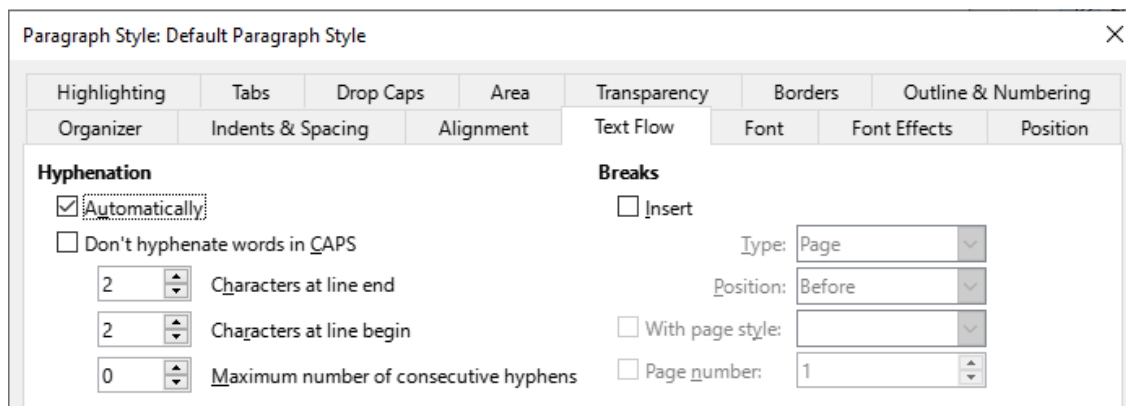 Paragraph Style: Default Paragraph Style
Highlighting Tabs Drop Caps Area Transparency Borders Outline & Numbering
Organizer Indents & Spacing Alignment Text Flow Font Font Effects Position
Hyphenation
Automatically
Don't hyphenate words in CAPS
2 Characters at line end
2 Characters at line begin
0 Maximum number of consecutive hyphens
Breaks
Insert
Type: Page
Position: Before
With page style:
Page number: 1